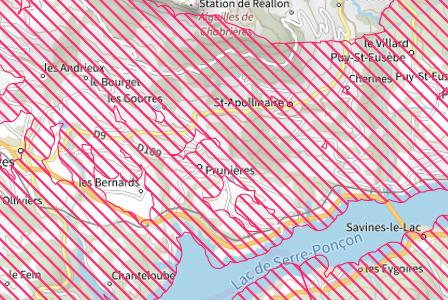 Station de Réallon
Aiguilles de
Chabrières
le Villard
Puy-St-Eusèbe
les Andrieux
le Bourget
Chennes
Puy-St-Eus
les Gourres
St-Apollinaire
D9
D109
Prunières
les Bernards
Olliviers
Savines-le-Lac
Lac de Serre-Ponçon
le Fein
Chanteloube
les Eygoires